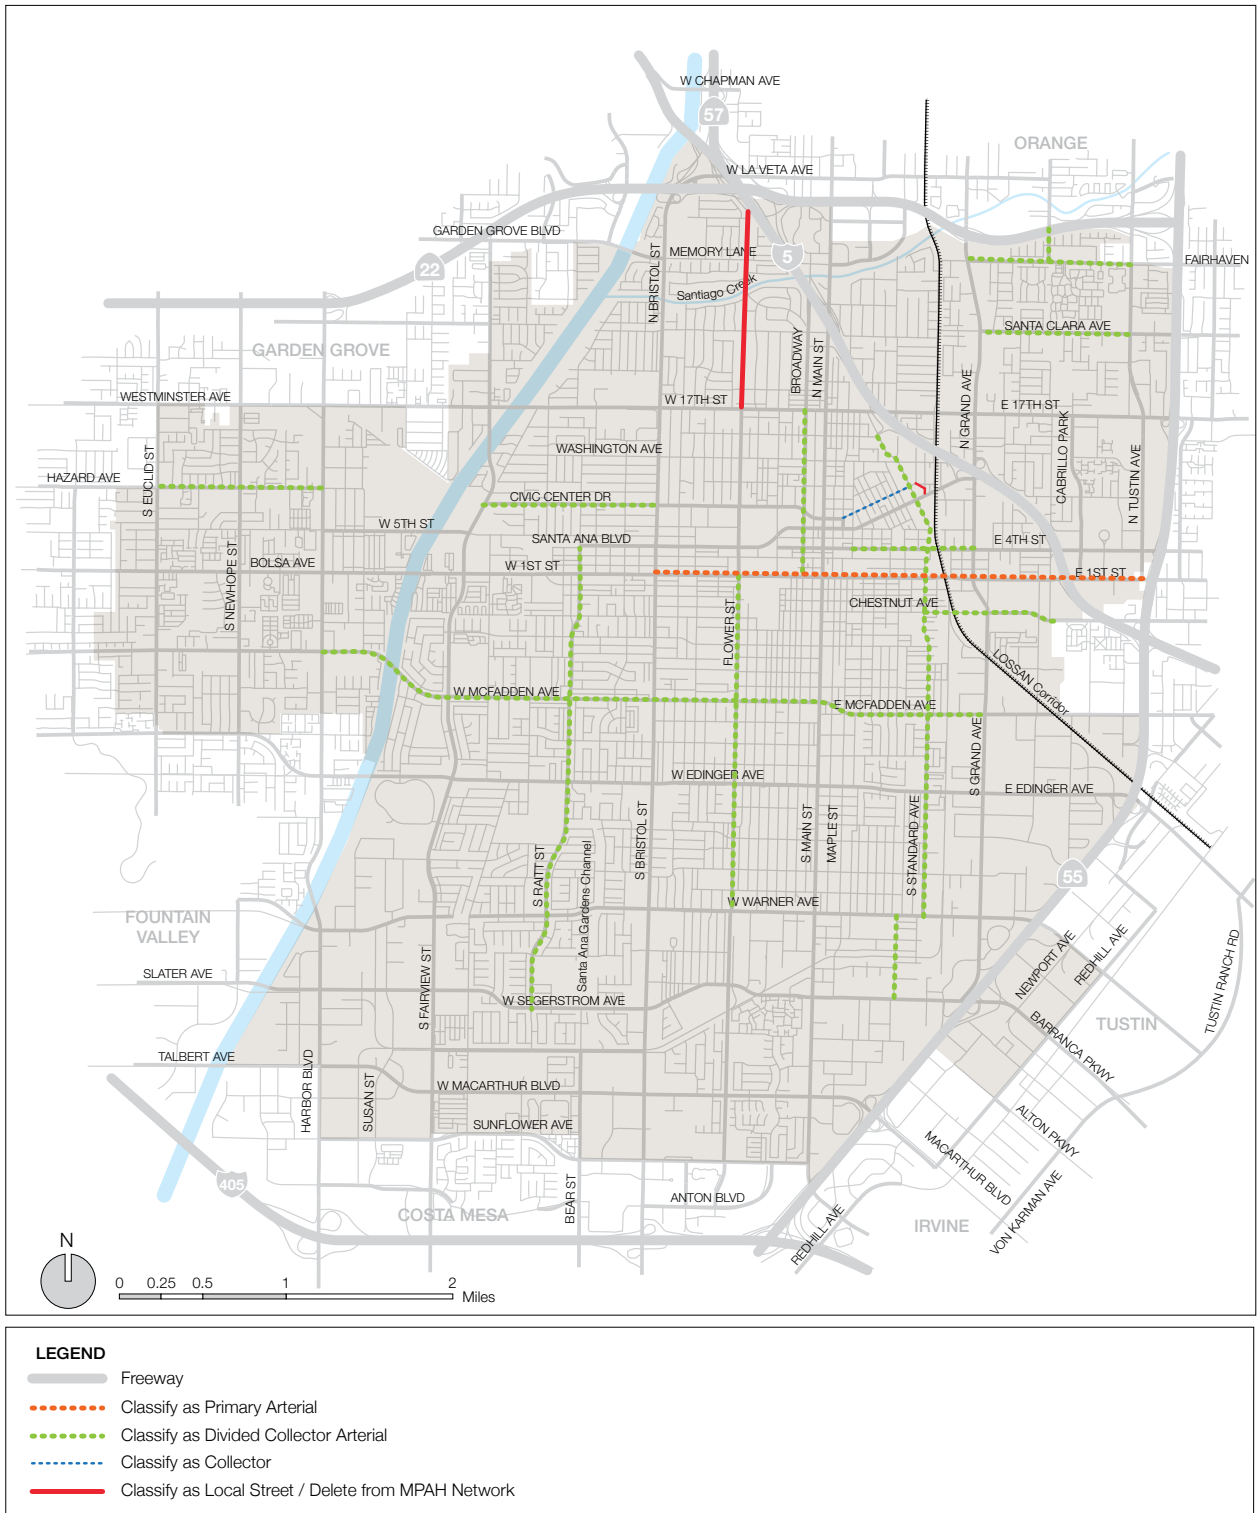 W CHAPMAN AVE
57
ORANGE
W LA VETA AVE
GARDEN GROVE BLVD
22
N BRISTOL ST
MEMORY LANE
5
FAIRHAVEN
Santiago Creek
SANTA CLARA AVE
GARDEN GROVE
BROADWAY
N MAIN ST
N GRAND AVE
WESTMINSTER AVE
W 17TH ST
E 17TH ST
CABRILLO PARK
N TUSTIN AVE
S EUCLID ST
WASHINGTON AVE
HAZARD AVE
CIVIC CENTER DR
W 5TH ST
SANTA ANA BLVD
E 4TH ST
S NEWHOPE ST
BOLSA AVE
W 1ST ST
E 1ST ST
FLOWER ST
CHESTNUT AVE
LOSSAN Corridor
W MCFADDEN AVE
E MCFADDEN AVE
S GRAND AVE
W EDINGER AVE
E EDINGER AVE
S BRISTOL ST
S MAIN ST
MAPLE ST
S STANDARD AVE
S RAITT ST
Santa Ana Gardens Channel
55
W WARNER AVE
FOUNTAIN
VALLEY
SLATER AVE
S FAIRVIEW ST
W SEGERSTROM AVE
NEWPORT AVE
REDHILL AVE
TUSTIN RANCH RD
TUSTIN
BARRANCA PKWY
TALBERT AVE
HARBOR BLVD
SUSAN ST
W MACARTHUR BLVD
SUNFLOWER AVE
ALTON PKWY
MACARTHUR BLVD
405
BEAR ST
ANTON BLVD
COSTA MESA
REDHILL AVE
IRVINE
VON KARMAN AVE
N
0 0.25 0.5 1 2
Miles
LEGEND
Freeway
Classify as Primary Arterial
Classify as Divided Collector Arterial
Classify as Collector
Classify as Local Street / Delete from MPAH Network